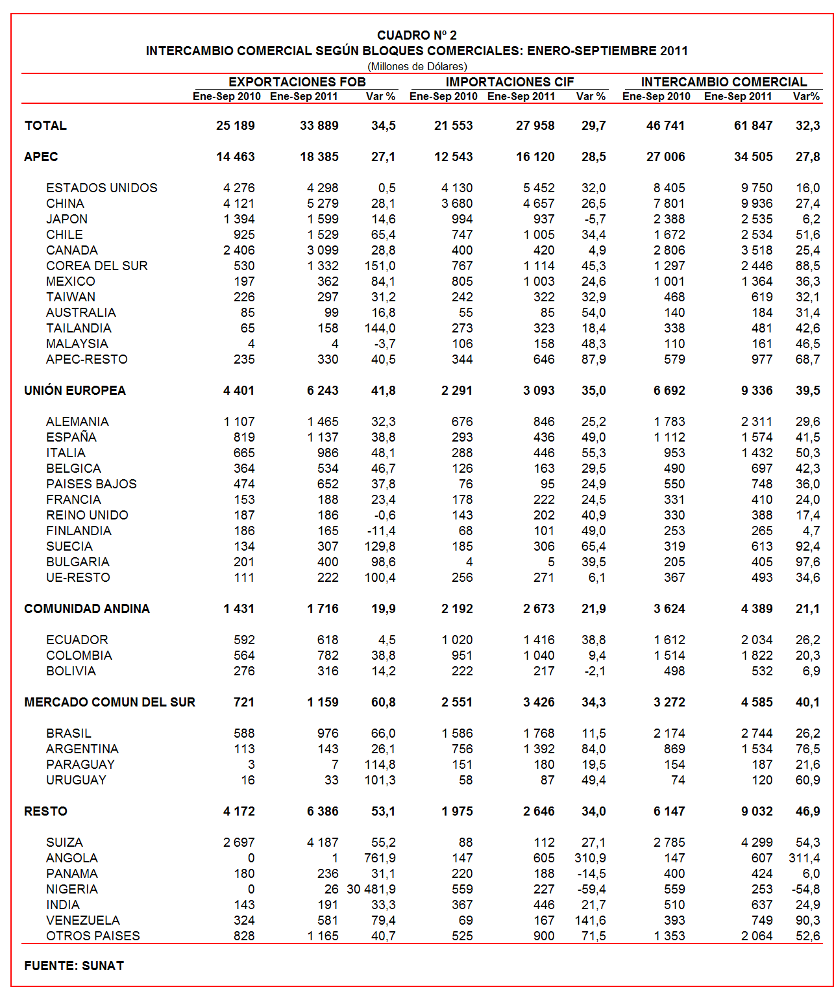 CUADRO Nº 2
INTERCAMBIO COMERCIAL SEGÚN BLOQUES COMERCIALES: ENERO-SEPTIEMBRE 2011
(Millones de Dólares)
EXPORTACIONES FOB IMPORTACIONES CIF INTERCAMBIO COMERCIAL
Ene-Sep 2010 Ene-Sep 2011 Var % Ene-Sep 2010 Ene-Sep 2011 Var % Ene-Sep 2010 Ene-Sep 2011 Var%
TOTAL 25 189 33 889 34,5 21 553 27 958 29,7 46 741 61 847 32,3
APEC 14 463 18 385 27,1 12 543 16 120 28,5 27 006 34 505 27,8
ESTADOS UNIDOS 4 276 4 298 0,5 4 130 5 452 32,0 8 405 9 750 16,0
CHINA 4 121 5 279 28,1 3 680 4 657 26,5 7 801 9 936 27,4
JAPON 1 394 1 599 14,6 994 937 -5,7 2 388 2 535 6,2
CHILE 925 1 529 65,4 747 1 005 34,4 1 672 2 534 51,6
CANADA 2 406 3 099 28,8 400 420 4,9 2 806 3 518 25,4
COREA DEL SUR 530 1 332 151,0 767 1 114 45,3 1 297 2 446 88,5
MEXICO 197 362 84,1 805 1 003 24,6 1 001 1 364 36,3
TAIWAN 226 297 31,2 242 322 32,9 468 619 32,1
AUSTRALIA 85 99 16,8 55 85 54,0 140 184 31,4
TAILANDIA 65 158 144,0 273 323 18,4 338 481 42,6
MALAYSIA 4 4 -3,7 106 158 48,3 110 161 46,5
APEC-RESTO 235 330 40,5 344 646 87,9 579 977 68,7
UNIÓN EUROPEA 4 401 6 243 41,8 2 291 3 093 35,0 6 692 9 336 39,5
ALEMANIA 1 107 1 465 32,3 676 846 25,2 1 783 2 311 29,6
ESPAÑA 819 1 137 38,8 293 436 49,0 1 112 1 574 41,5
ITALIA 665 986 48,1 288 446 55,3 953 1 432 50,3
BELGICA 364 534 46,7 126 163 29,5 490 697 42,3
PAISES BAJOS 474 652 37,8 76 95 24,9 550 748 36,0
FRANCIA 153 188 23,4 178 222 24,5 331 410 24,0
REINO UNIDO 187 186 -0,6 143 202 40,9 330 388 17,4
FINLANDIA 186 165 -11,4 68 101 49,0 253 265 4,7
SUECIA 134 307 129,8 185 306 65,4 319 613 92,4
BULGARIA 201 400 98,6 4 5 39,5 205 405 97,6
UE-RESTO 111 222 100,4 256 271 6,1 367 493 34,6
COMUNIDAD ANDINA 1 431 1 716 19,9 2 192 2 673 21,9 3 624 4 389 21,1
ECUADOR 592 618 4,5 1 020 1 416 38,8 1 612 2 034 26,2
COLOMBIA 564 782 38,8 951 1 040 9,4 1 514 1 822 20,3
BOLIVIA 276 316 14,2 222 217 -2,1 498 532 6,9
MERCADO COMUN DEL SUR 721 1 159 60,8 2 551 3 426 34,3 3 272 4 585 40,1
BRASIL 588 976 66,0 1 586 1 768 11,5 2 174 2 744 26,2
ARGENTINA 113 143 26,1 756 1 392 84,0 869 1 534 76,5
PARAGUAY 3 7 114,8 151 180 19,5 154 187 21,6
URUGUAY 16 33 101,3 58 87 49,4 74 120 60,9
RESTO 4 172 6 386 53,1 1 975 2 646 34,0 6 147 9 032 46,9
SUIZA 2 697 4 187 55,2 88 112 27,1 2 785 4 299 54,3
ANGOLA 0 1 761,9 147 605 310,9 147 607 311,4
PANAMA 180 236 31,1 220 188 -14,5 400 424 6,0
NIGERIA 0 26 30 481,9 559 227 -59,4 559 253 -54,8
INDIA 143 191 33,3 367 446 21,7 510 637 24,9
VENEZUELA 324 581 79,4 69 167 141,6 393 749 90,3
OTROS PAISES 828 1 165 40,7 525 900 71,5 1 353 2 064 52,6
FUENTE: SUNAT